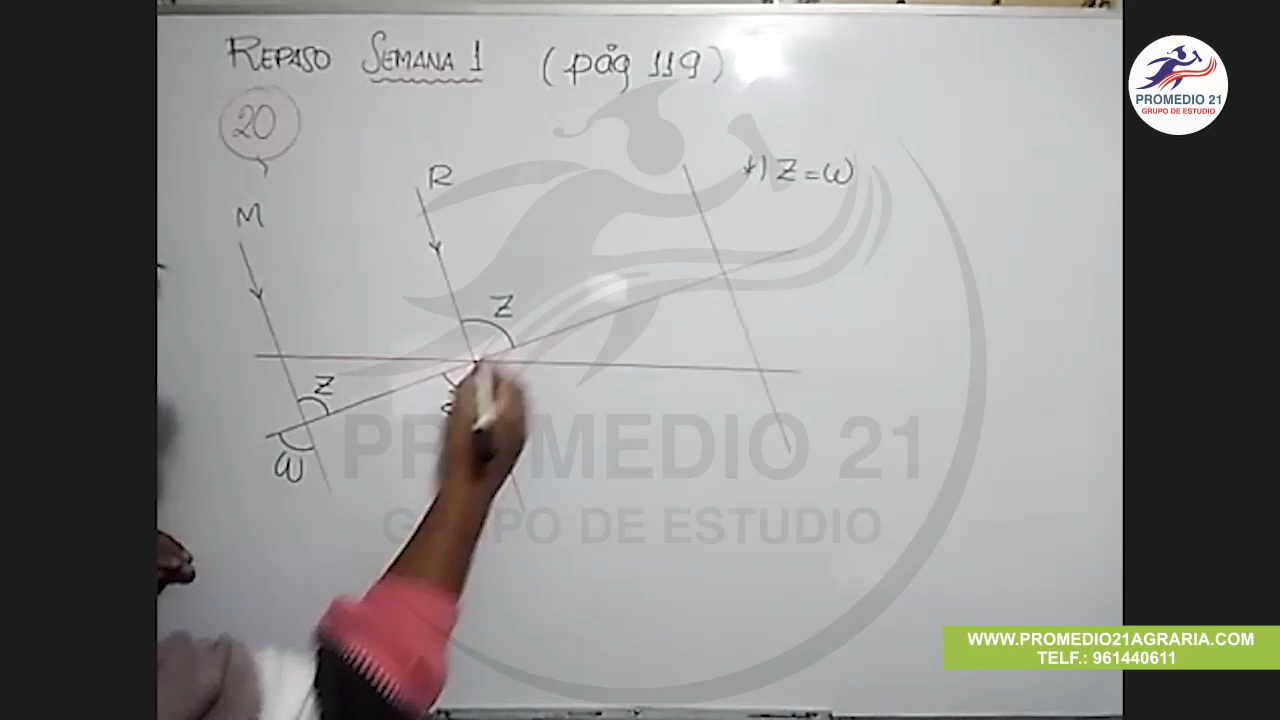 REPASO SEMANA 1 (pág 119)
20
M
R
*) Z = ω
Z
Z
ω
PROMEDIO 21
GRUPO DE ESTUDIO
PROMEDIO 21
GRUPO DE ESTUDIO
WWW.PROMEDIO21AGRARIA.COM
TELF.: 961440611